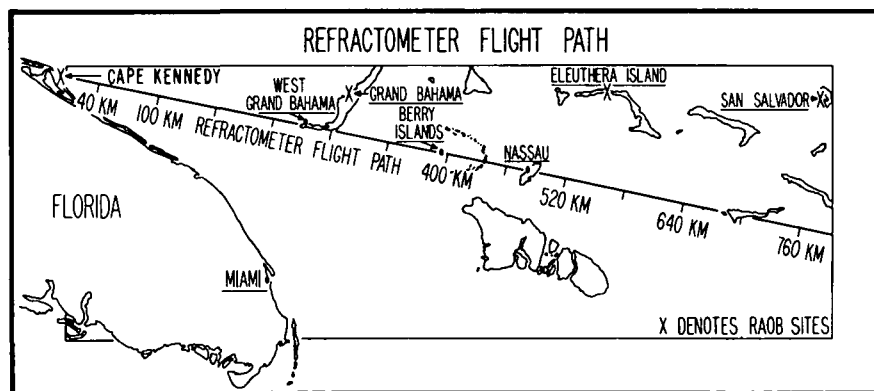 REFRACTOMETER FLIGHT PATH
CAPE KENNEDY
40 KM
100 KM
REFRACTOMETER FLIGHT PATH
WEST
GRAND BAHAMA
GRAND BAHAMA
BERRY
ISLANDS
400 KM
NASSAU
ELEUTHERA ISLAND
SAN SALVADOR
520 KM
640 KM
760 KM
FLORIDA
MIAMI
X DENOTES RAOB SITES